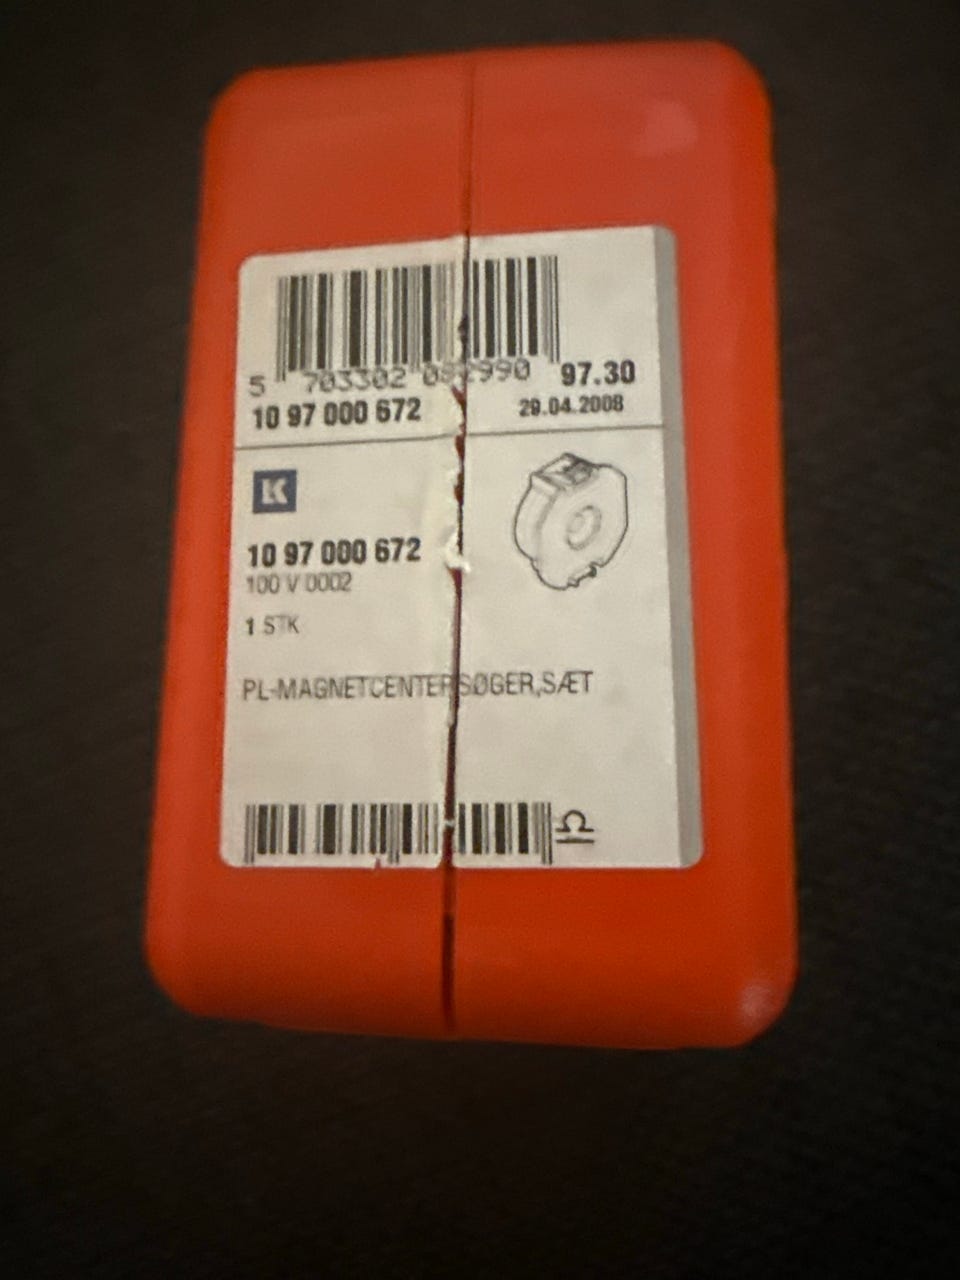 5 703302 082990 97.30
10 97 000 672 29.04.2008
LK
10 97 000 672
100 V 0002
1 STK
PL-MAGNETCENTERSØGER,SÆT